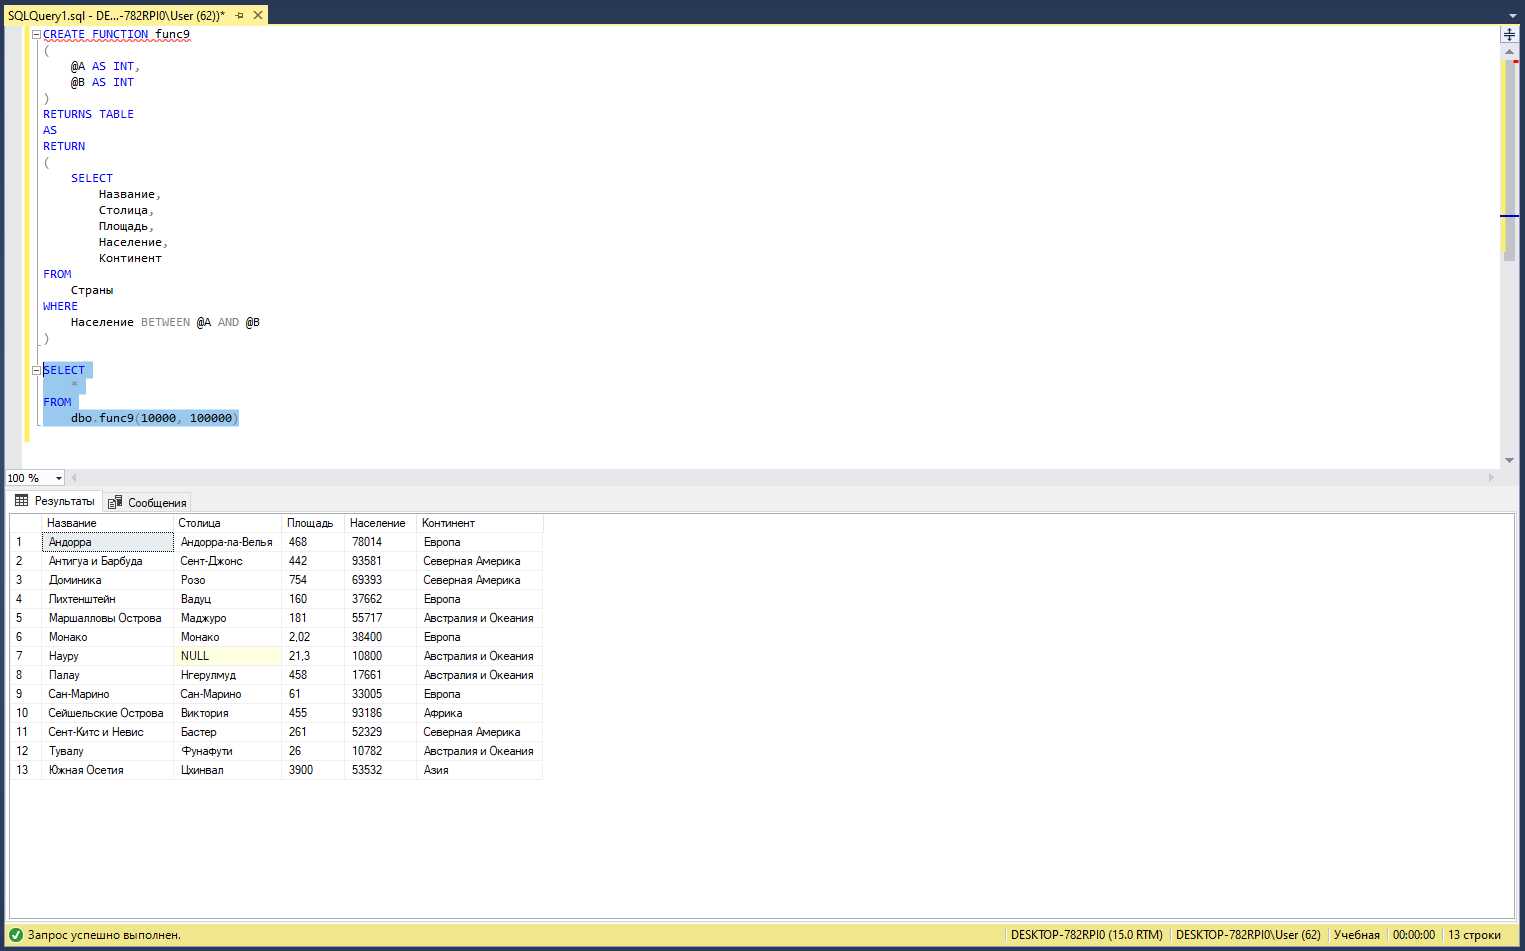 SQLQuery1.sql - DE...-782RPI0\User (62))*
CREATE FUNCTION func9
(
@A AS INT,
@B AS INT
)
RETURNS TABLE
AS
RETURN
(
SELECT
Название,
Столица,
Площадь,
Население,
Континент
FROM
Страны
WHERE
Население BETWEEN @A AND @B
)
SELECT
*
FROM
dbo.func9(10000, 100000)
100 %
Результаты Сообщения
Название Столица Площадь Население Континент
1 Андорра Андорра-ла-Велья 468 78014 Европа
2 Антигуа и Барбуда Сент-Джонс 442 93581 Северная Америка
3 Доминика Розо 754 69393 Северная Америка
4 Лихтенштейн Вадуц 160 37662 Европа
5 Маршалловы Острова Маджуро 181 55717 Австралия и Океания
6 Монако Монако 2,02 38400 Европа
7 Науру NULL 21,3 10800 Австралия и Океания
8 Палау Нгерулмуд 458 17661 Австралия и Океания
9 Сан-Марино Сан-Марино 61 33005 Европа
10 Сейшельские Острова Виктория 455 93186 Африка
11 Сент-Китс и Невис Бастер 261 52329 Северная Америка
12 Тувалу Фунафути 26 10782 Австралия и Океания
13 Южная Осетия Цхинвал 3900 53532 Азия
Запрос успешно выполнен. DESKTOP-782RPI0 (15.0 RTM) DESKTOP-782RPI0\User (62) Учебная 00:00:00 13 строки